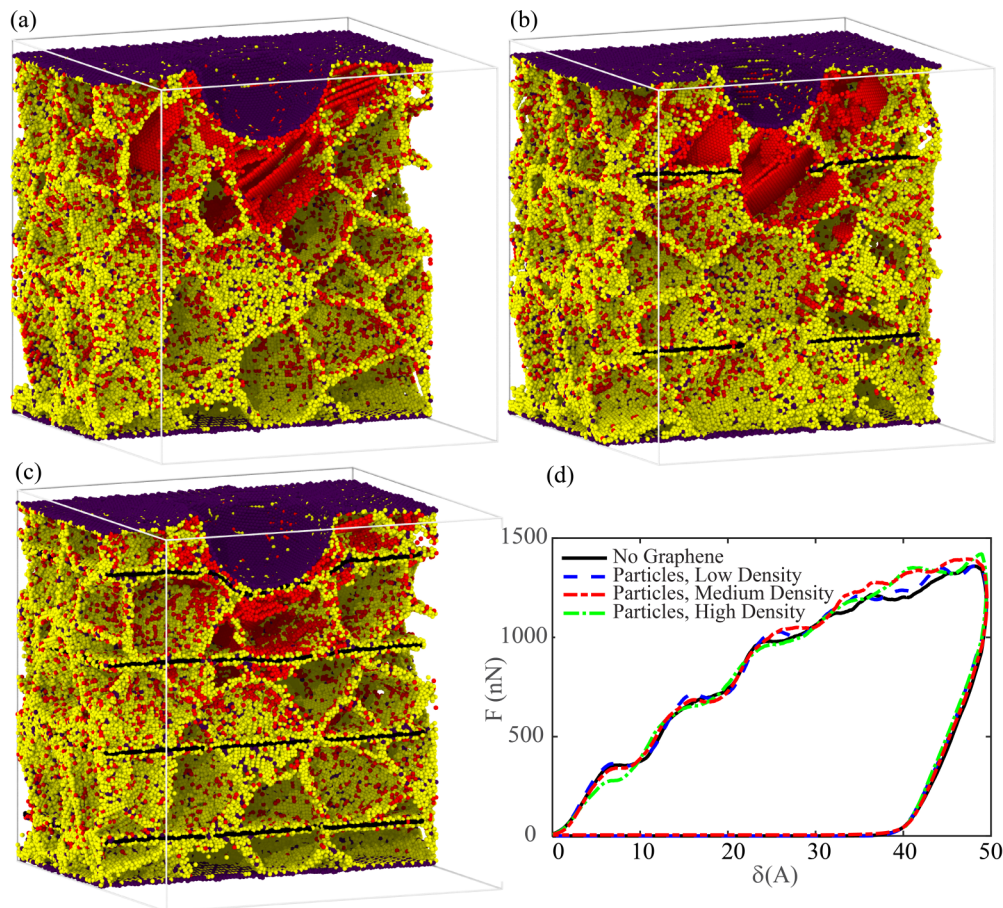 (a)
(b)
(c)
(d)
1500
1000
500
0
F (nN)
No Graphene
Particles, Low Density
Particles, Medium Density
Particles, High Density
0
10
20
30
40
50
δ(A)